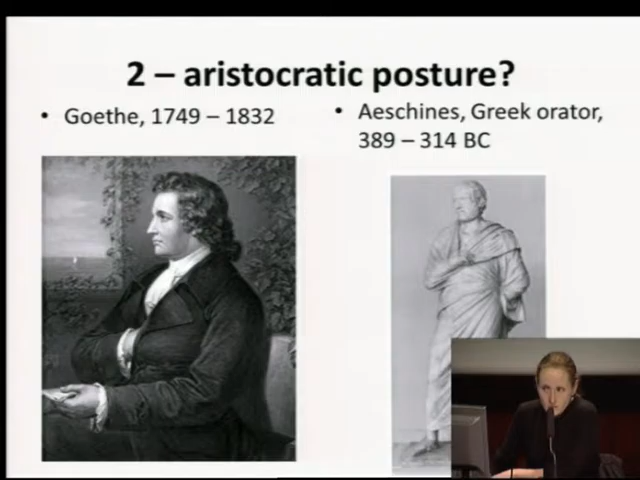 2 – aristocratic posture?
• Goethe, 1749 – 1832
• Aeschines, Greek orator,
389 – 314 BC